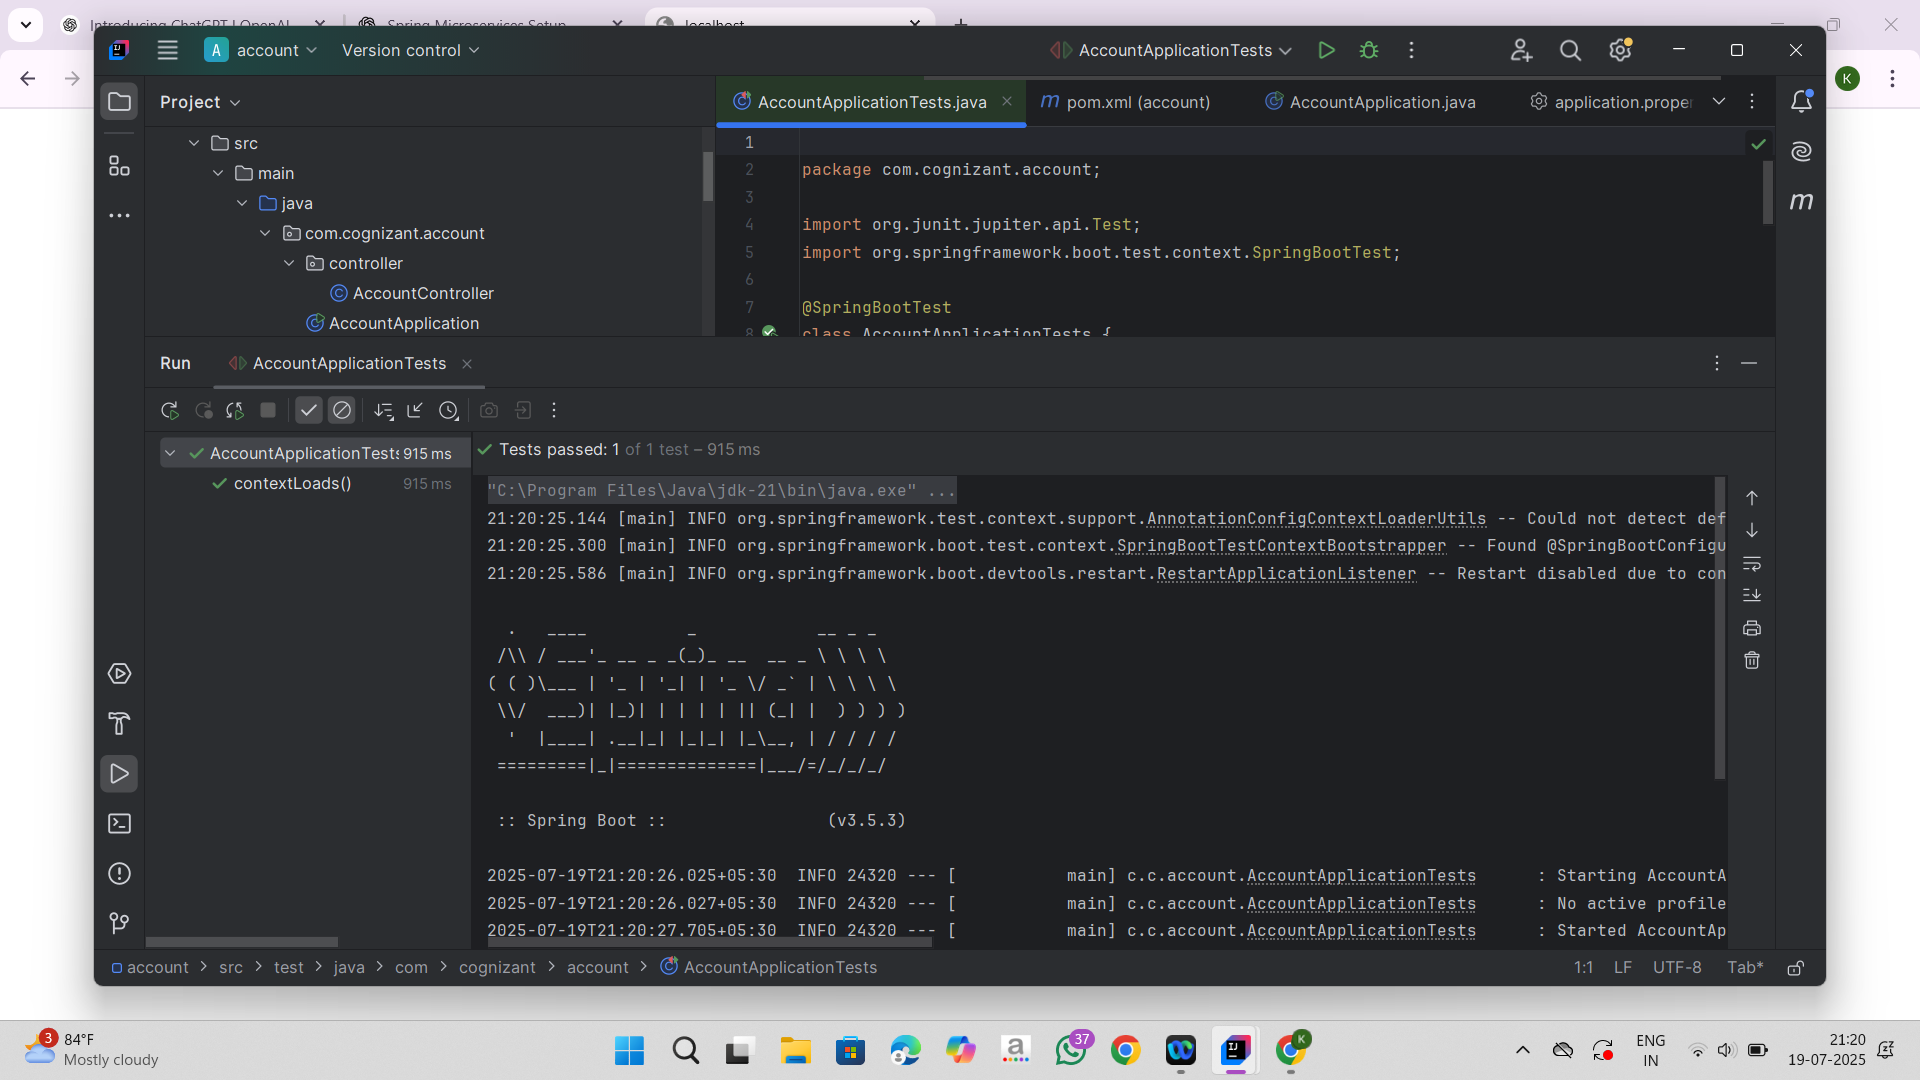 Introducing ChatGPT | OpenAI
Spring Microservices Setup
localhost
K
A account
Version control
AccountApplicationTests
Project
src
main
java
com.cognizant.account
controller
AccountController
AccountApplication
AccountApplicationTests.java
pom.xml (account)
AccountApplication.java
application.proper
1
2 package com.cognizant.account;
3
4 import org.junit.jupiter.api.Test;
5 import org.springframework.boot.test.context.SpringBootTest;
6
7 @SpringBootTest
8 class AccountApplicationTests {
Run
AccountApplicationTests
AccountApplicationTests 915 ms
contextLoads() 915 ms
Tests passed: 1 of 1 test – 915 ms
"C:\Program Files\Java\jdk-21\bin\java.exe" ...
21:20:25.144 [main] INFO org.springframework.test.context.support.AnnotationConfigContextLoaderUtils -- Could not detect def
21:20:25.300 [main] INFO org.springframework.boot.test.context.SpringBootTestContextBootstrapper -- Found @SpringBootConfigu
21:20:25.586 [main] INFO org.springframework.boot.devtools.restart.RestartApplicationListener -- Restart disabled due to con
  .   ____          _            __ _ _
 /\\ / ___'_ __ _ _(_)_ __  __ _ \ \ \ \
( ( )\___ | '_ | '_| | '_ \/ _` | \ \ \ \
 \\/  ___)| |_)| | | | | || (_| |  ) ) ) )
  '  |____| .__|_| |_|_| |_\__, | / / / /
 =========|_|==============|___/=/_/_/_/
:: Spring Boot :: (v3.5.3)
2025-07-19T21:20:26.025+05:30 INFO 24320 --- [ main] c.c.account.AccountApplicationTests : Starting AccountA
2025-07-19T21:20:26.027+05:30 INFO 24320 --- [ main] c.c.account.AccountApplicationTests : No active profile
2025-07-19T21:20:27.705+05:30 INFO 24320 --- [ main] c.c.account.AccountApplicationTests : Started AccountAp
account > src > test > java > com > cognizant > account > AccountApplicationTests
1:1 LF UTF-8 Tab*
3
84°F
Mostly cloudy
37
K
ENG
IN
21:20
19-07-2025